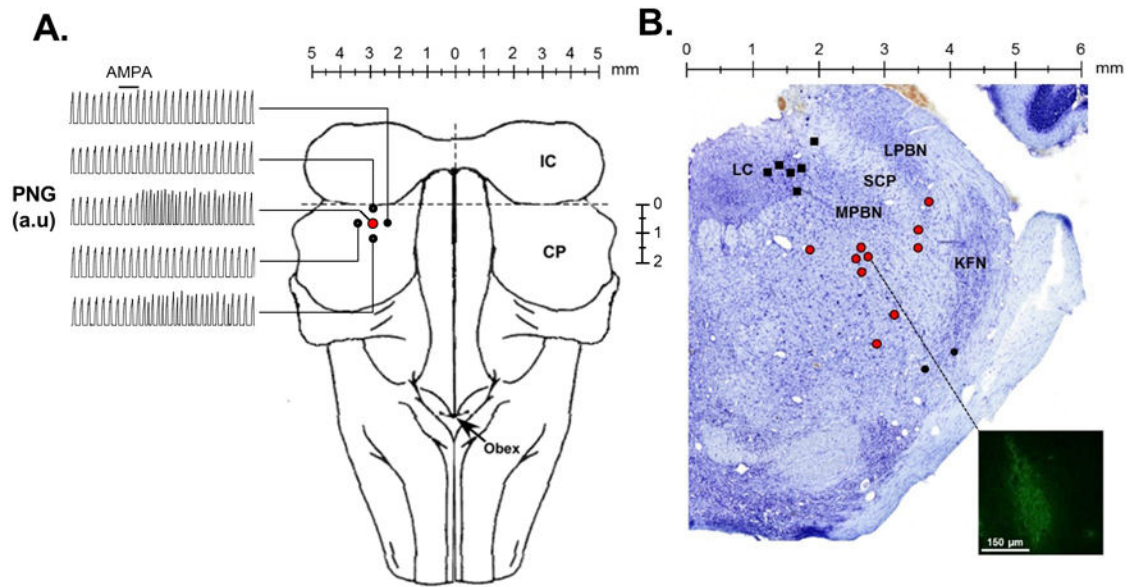 A.
5 4 3 2 1 0 1 2 3 4 5
mm
AMPA
PNG
(a.u)
IC
CP
0
1
2
Obex
B.
0 2 3 4 5 6
mm
LC
LPBN
SCP
MPBN
KFN
150 µm